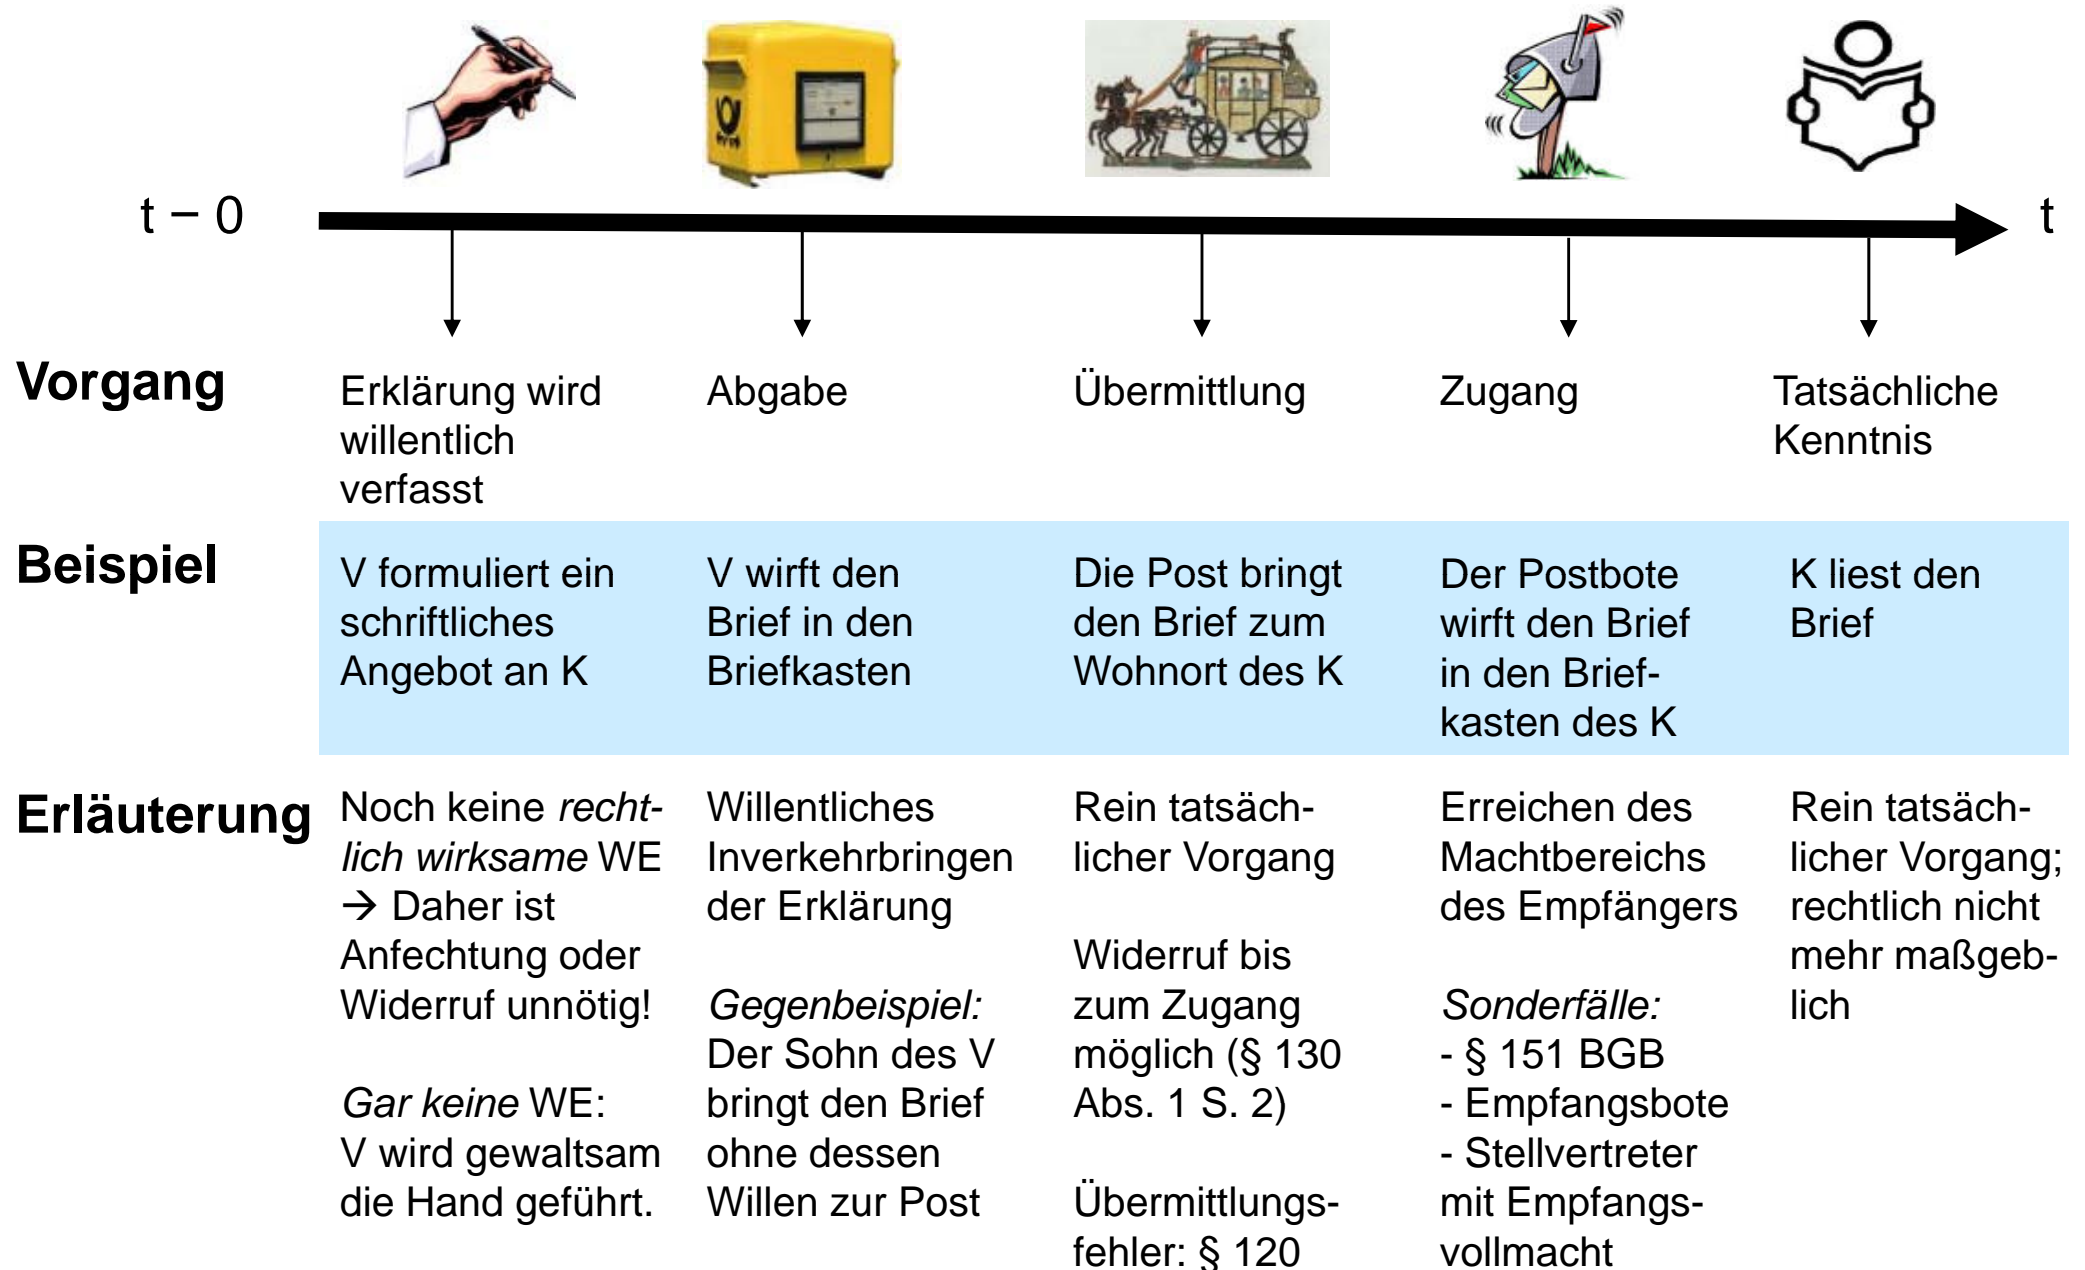 t − 0
t
Vorgang
Erklärung wird
willentlich
verfasst
Abgabe
Übermittlung
Zugang
Tatsächliche
Kenntnis
Beispiel
V formuliert ein
schriftliches
Angebot an K
V wirft den
Brief in den
Briefkasten
Die Post bringt
den Brief zum
Wohnort des K
Der Postbote
wirft den Brief
in den Brief-
kasten des K
K liest den
Brief
Erläuterung
Noch keine recht-
lich wirksame WE
→ Daher ist
Anfechtung oder
Widerruf unnötig!
Gar keine WE:
V wird gewaltsam
die Hand geführt.
Willentliches
Inverkehrbringen
der Erklärung
Gegenbeispiel:
Der Sohn des V
bringt den Brief
ohne dessen
Willen zur Post
Rein tatsäch-
licher Vorgang
Widerruf bis
zum Zugang
möglich (§ 130
Abs. 1 S. 2)
Übermittlungs-
fehler: § 120
Erreichen des
Machtbereichs
des Empfängers
Sonderfälle:
- § 151 BGB
- Empfangsbote
- Stellvertreter
mit Empfangs-
vollmacht
Rein tatsäch-
licher Vorgang;
rechtlich nicht
mehr maßgeb-
lich